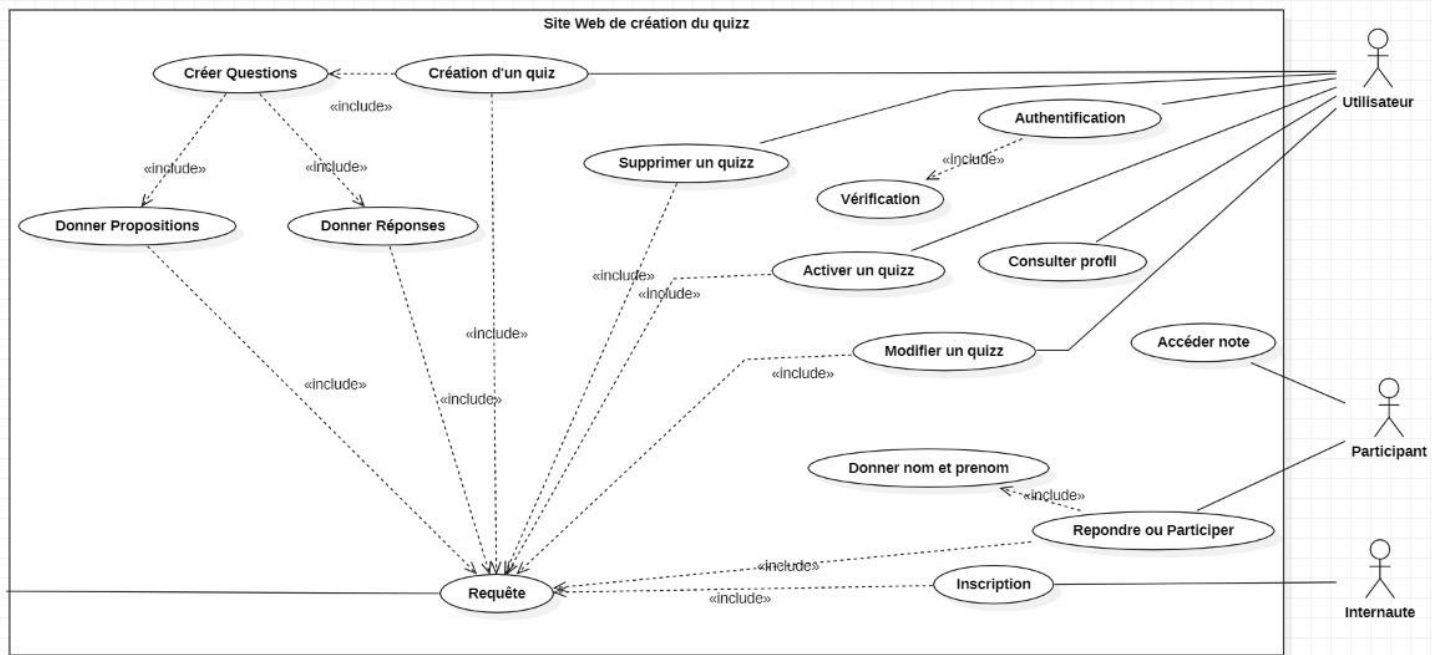 Site Web de création du quizz
Créer Questions
Création d'un quiz
«include»
Utilisateur
Authentification
Supprimer un quizz
«include»
«include»
«include»
Vérification
Donner Propositions
Donner Réponses
Consulter profil
Activer un quizz
«include»
«include»
«include»
Accéder note
Modifier un quizz
«include»
«include»
«include»
Participant
Donner nom et prenom
«include»
Repondre ou Participer
«include»
Inscription
Requête
«include»
Internaute